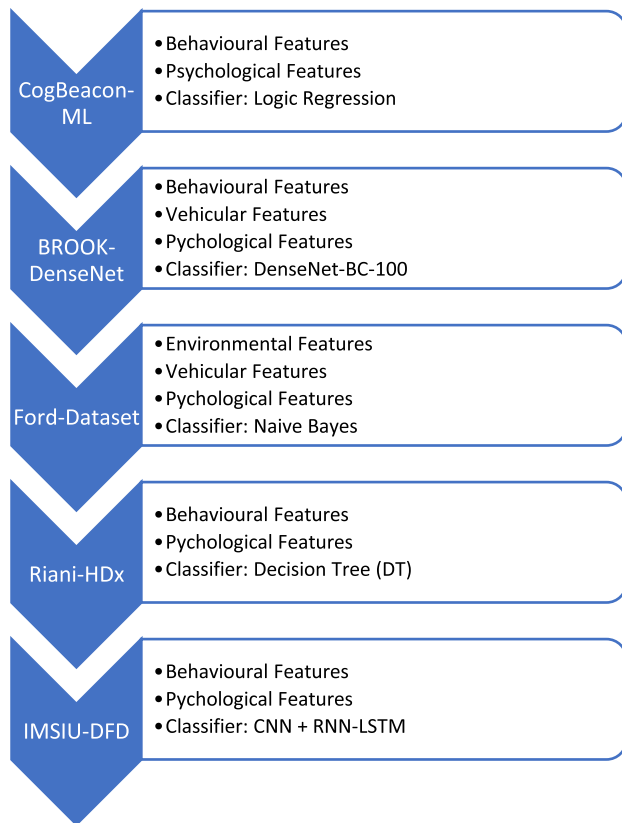 CogBeacon-
ML
•Behavioural Features
•Psychological Features
•Classifier: Logic Regression
BROOK-
DenseNet
•Behavioural Features
•Vehicular Features
•Pychological Features
•Classifier: DenseNet-BC-100
Ford-Dataset
•Environmental Features
•Vehicular Features
•Pychological Features
•Classifier: Naive Bayes
Riani-HDx
•Behavioural Features
•Pychological Features
•Classifier: Decision Tree (DT)
IMSIU-DFD
•Behavioural Features
•Pychological Features
•Classifier: CNN + RNN-LSTM